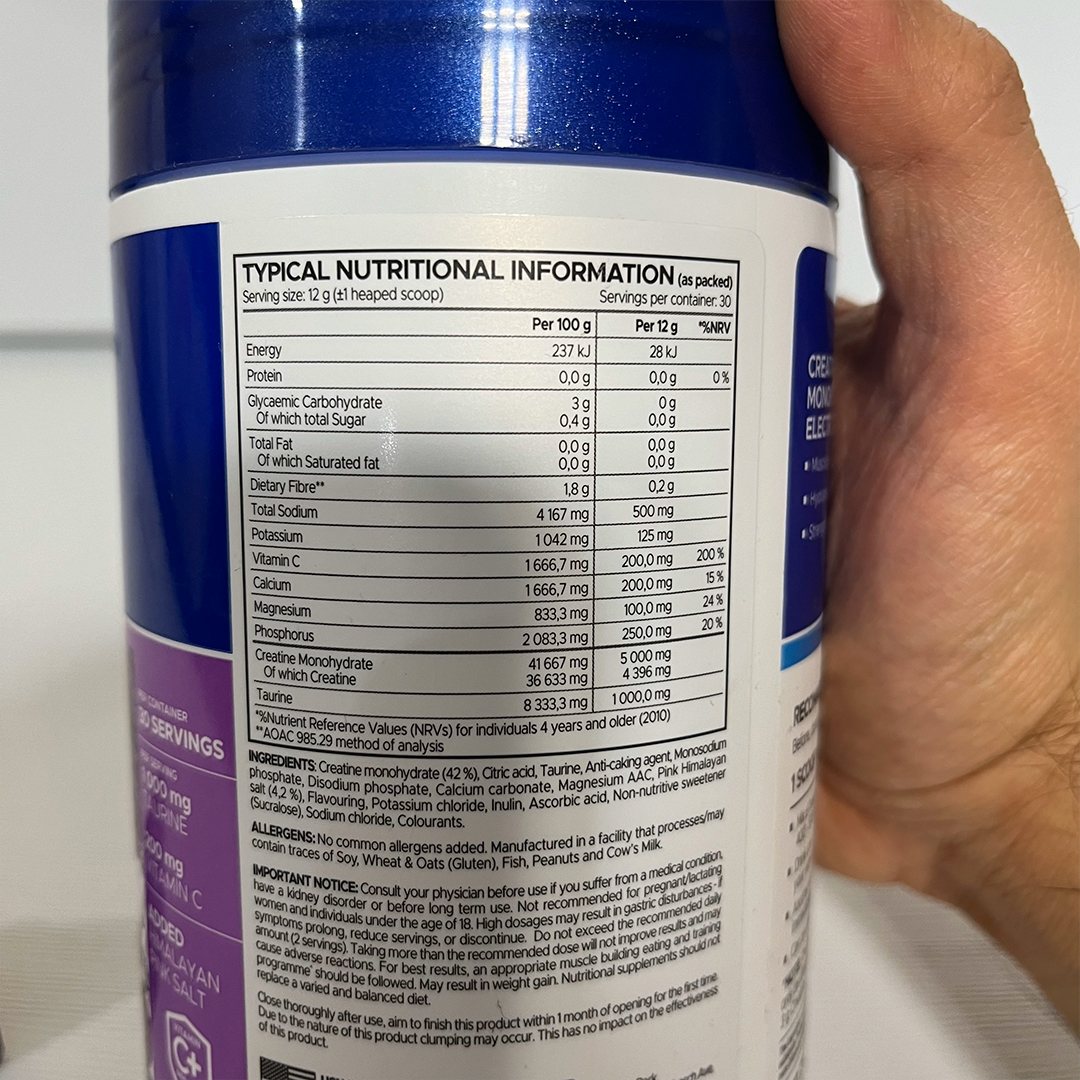 TYPICAL NUTRITIONAL INFORMATION (as packed)
Serving size: 12 g (±1 heaped scoop) Servings per container: 30
Per 100 g Per 12 g *%NRV
Energy 237 kJ 28 kJ
Protein 0,0 g 0,0 g 0 %
Glycaemic Carbohydrate 3 g 0 g
Of which total Sugar 0,4 g 0,0 g
Total Fat 0,0 g 0,0 g
Of which Saturated fat 0,0 g 0,0 g
Dietary Fibre** 1,8 g 0,2 g
Total Sodium 4 167 mg 500 mg
Potassium 1 042 mg 125 mg
Vitamin C 1 666,7 mg 200,0 mg 200 %
Calcium 1 666,7 mg 200,0 mg 15 %
Magnesium 833,3 mg 100,0 mg 24 %
Phosphorus 2 083,3 mg 250,0 mg 20 %
Creatine Monohydrate 41 667 mg 5 000 mg
Of which Creatine 36 633 mg 4 396 mg
Taurine 8 333,3 mg 1 000,0 mg
*%Nutrient Reference Values (NRVs) for individuals 4 years and older (2010)
**AOAC 985.29 method of analysis
INGREDIENTS: Creatine monohydrate (42 %), Citric acid, Taurine, Anti-caking agent, Monosodium
phosphate, Disodium phosphate, Calcium carbonate, Magnesium AAC, Pink Himalayan
salt (4,2 %), Flavouring, Potassium chloride, Inulin, Ascorbic acid, Non-nutritive sweetener
(Sucralose), Sodium chloride, Colourants.
ALLERGENS: No common allergens added. Manufactured in a facility that processes/may
contain traces of Soy, Wheat & Oats (Gluten), Fish, Peanuts and Cow's Milk.
IMPORTANT NOTICE: Consult your physician before use if you suffer from a medical condition,
have a kidney disorder or before long term use. Not recommended for pregnant/lactating
women and individuals under the age of 18. High dosages may result in gastric disturbances - if
symptoms prolong, reduce servings, or discontinue. Do not exceed the recommended daily
amount (2 servings). Taking more than the recommended dose will not improve results and may
cause adverse reactions. For best results, an appropriate muscle building eating and training
programme' should be followed. May result in weight gain. Nutritional supplements should not
replace a varied and balanced diet.
Close thoroughly after use, aim to finish this product within 1 month of opening for the first time.
Due to the nature of this product clumping may occur. This has no impact on the effectiveness
of this product.
PER CONTAINER
30 SERVINGS
PER SERVING
mg
200 mg
VITAMIN C
ADDED
HIMALAYAN
PINK SALT
VITAMIN
C+